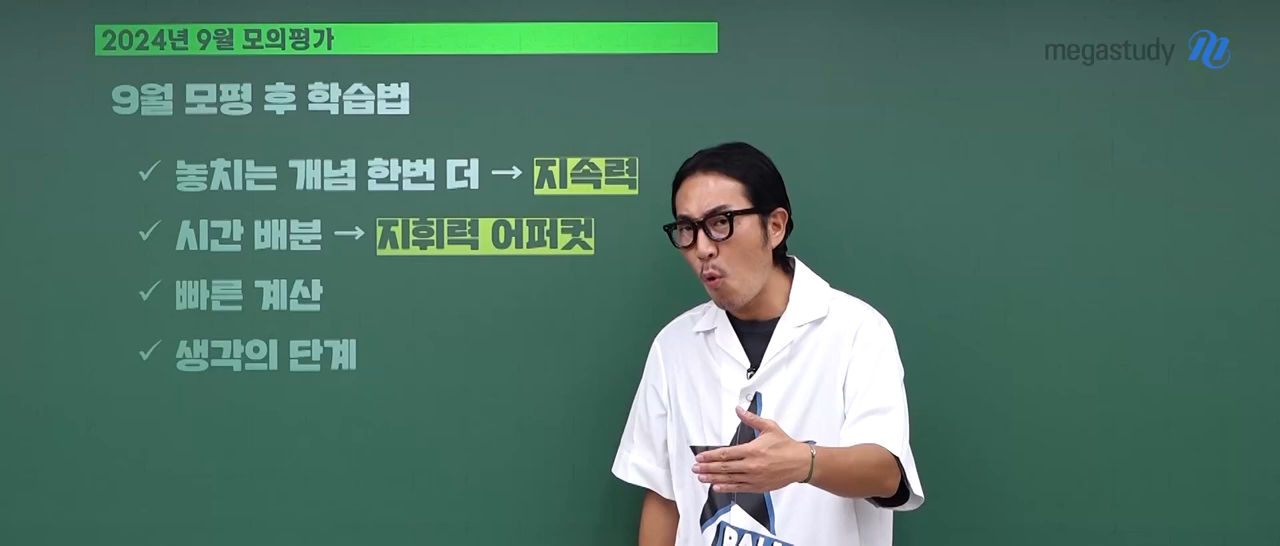 2024년 9월 모의평가
megastudy
9월 모평 후 학습법
✓ 놓치는 개념 한번 더 → 지속력
✓ 시간 배분 → 지휘력 어퍼컷
✓ 빠른 계산
✓ 생각의 단계